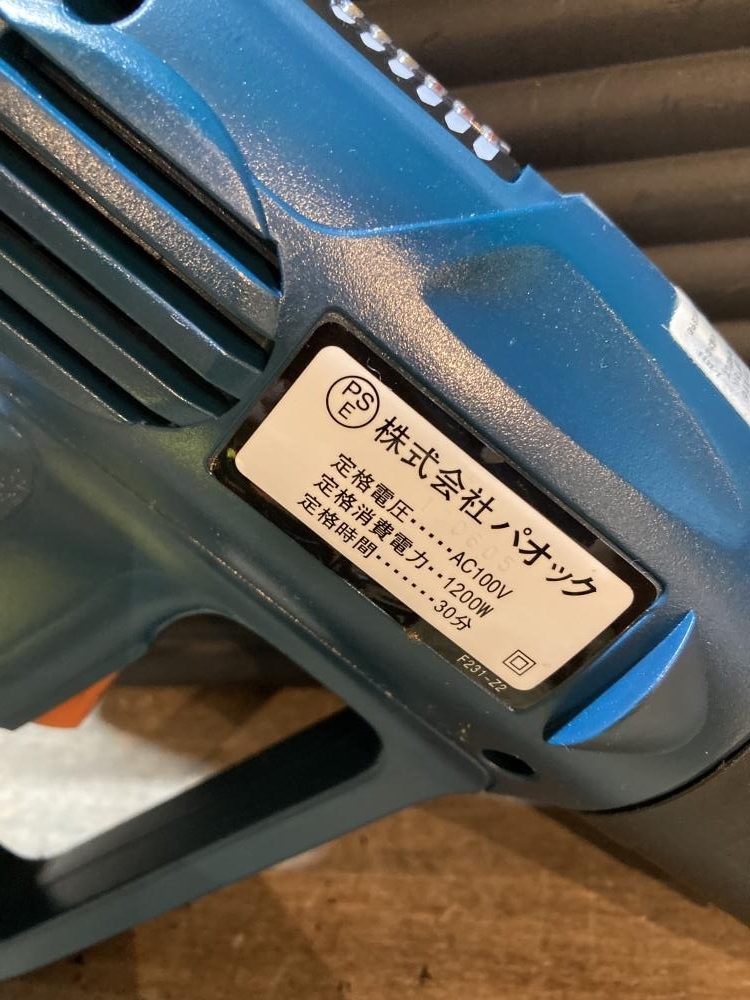 PSE
株式会社パオック
定格電圧.....AC100V
定格消費電力..1200W
定格時間.......30分
F231-Z2